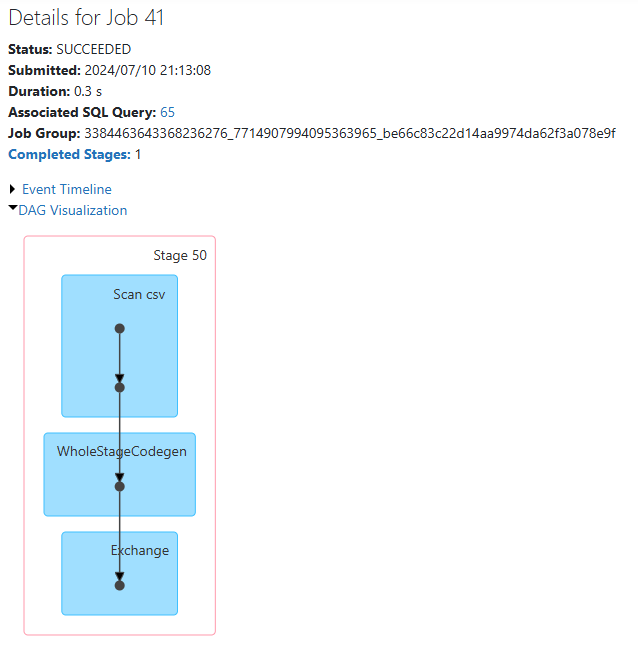 Details for Job 41
Status: SUCCEEDED
Submitted: 2024/07/10 21:13:08
Duration: 0.3 s
Associated SQL Query: 65
Job Group: 3384463643368236276_7714907994095363965_be66c83c22d14aa9974da62f3a078e9f
Completed Stages: 1
Event Timeline
DAG Visualization
Stage 50
Scan csv
WholeStageCodegen
Exchange